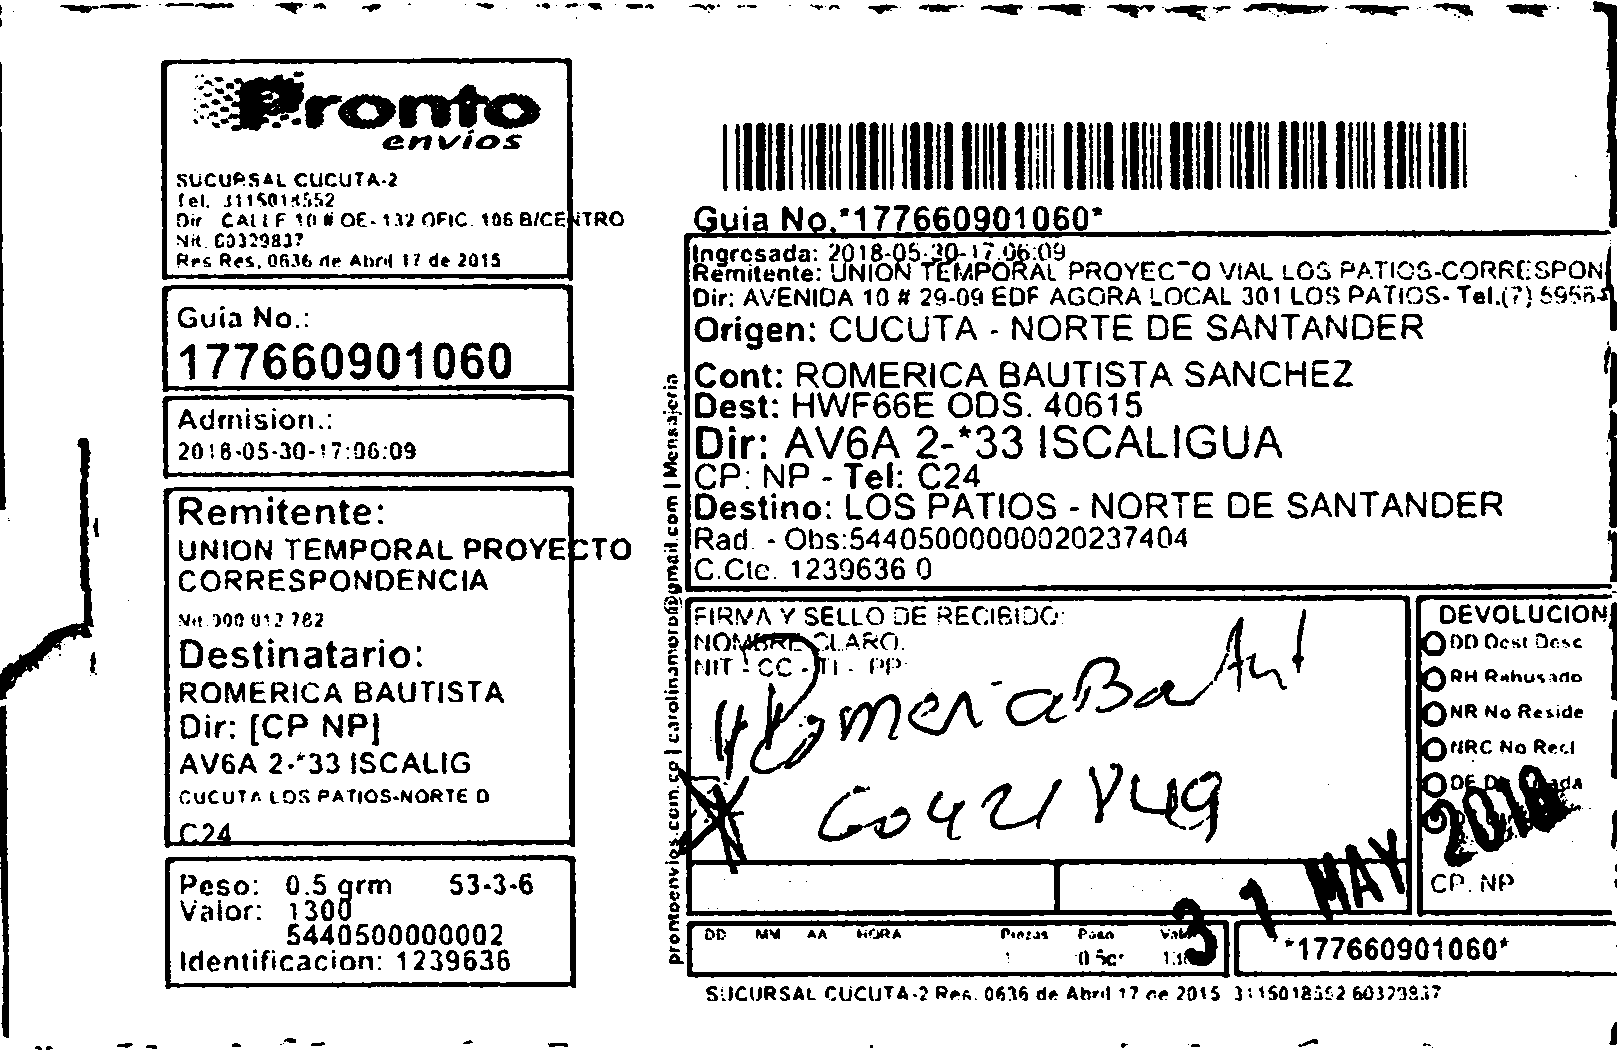 Pronto
envíos
SUCURSAL CUCUTA-2
Tel. 3115018552
Dir CALLE 10 # OE-132 OFIC. 106 B/CENTRO
Nit. 60329837
Res Res. 0636 de Abril 17 de 2015
Guia No.:
177660901060
Admision.:
2018-05-30-17:06:09
Remitente:
UNION TEMPORAL PROYECTO
CORRESPONDENCIA
Nit
Destinatario:
ROMERICA BAUTISTA
Dir: [CP NP]
AV6A 2-*33 ISCALIG
CUCUTA LOS PATIOS-NORTE D
C24
Peso: 0.5 grm 53-3-6
Valor: 1300
5440500000002
Identificacion: 1239636
prontoenvios.com.co | carolinamoro@gmail.com | Mensajeria
Guia No.*177660901060*
Ingresada: 2018-05-30-17:06:09
Remitente: UNION TEMPORAL PROYECTO VIAL LOS PATIOS-CORRESPON
Dir: AVENIDA 10 # 29-09 EDF AGORA LOCAL 301 LOS PATIOS- Tel.(7)
Origen: CUCUTA - NORTE DE SANTANDER
Cont: ROMERICA BAUTISTA SANCHEZ
Dest: HWF66E ODS. 40615
Dir: AV6A 2-*33 ISCALIGUA
CP: NP - Tel: C24
Destino: LOS PATIOS - NORTE DE SANTANDER
Rad. - Obs:54405000000020237404
C.Cte. 1239636 0
FIRMA Y SELLO DE RECIBIDO:
NOMBRE CLARO.
NIT - CC - TI - PP
Romeria Baut
DEVOLUCION
DD Dest Desc
RH Rehusado
NR No Reside
NRC No Recl
DE
CP. NP
31 MAY 2018
DD MM AA HORA Piezas Peso Valor
1 0.5gr
*177660901060*
SUCURSAL CUCUTA-2 Res. 0636 de Abril 17 de 2015 3115018552 60329837